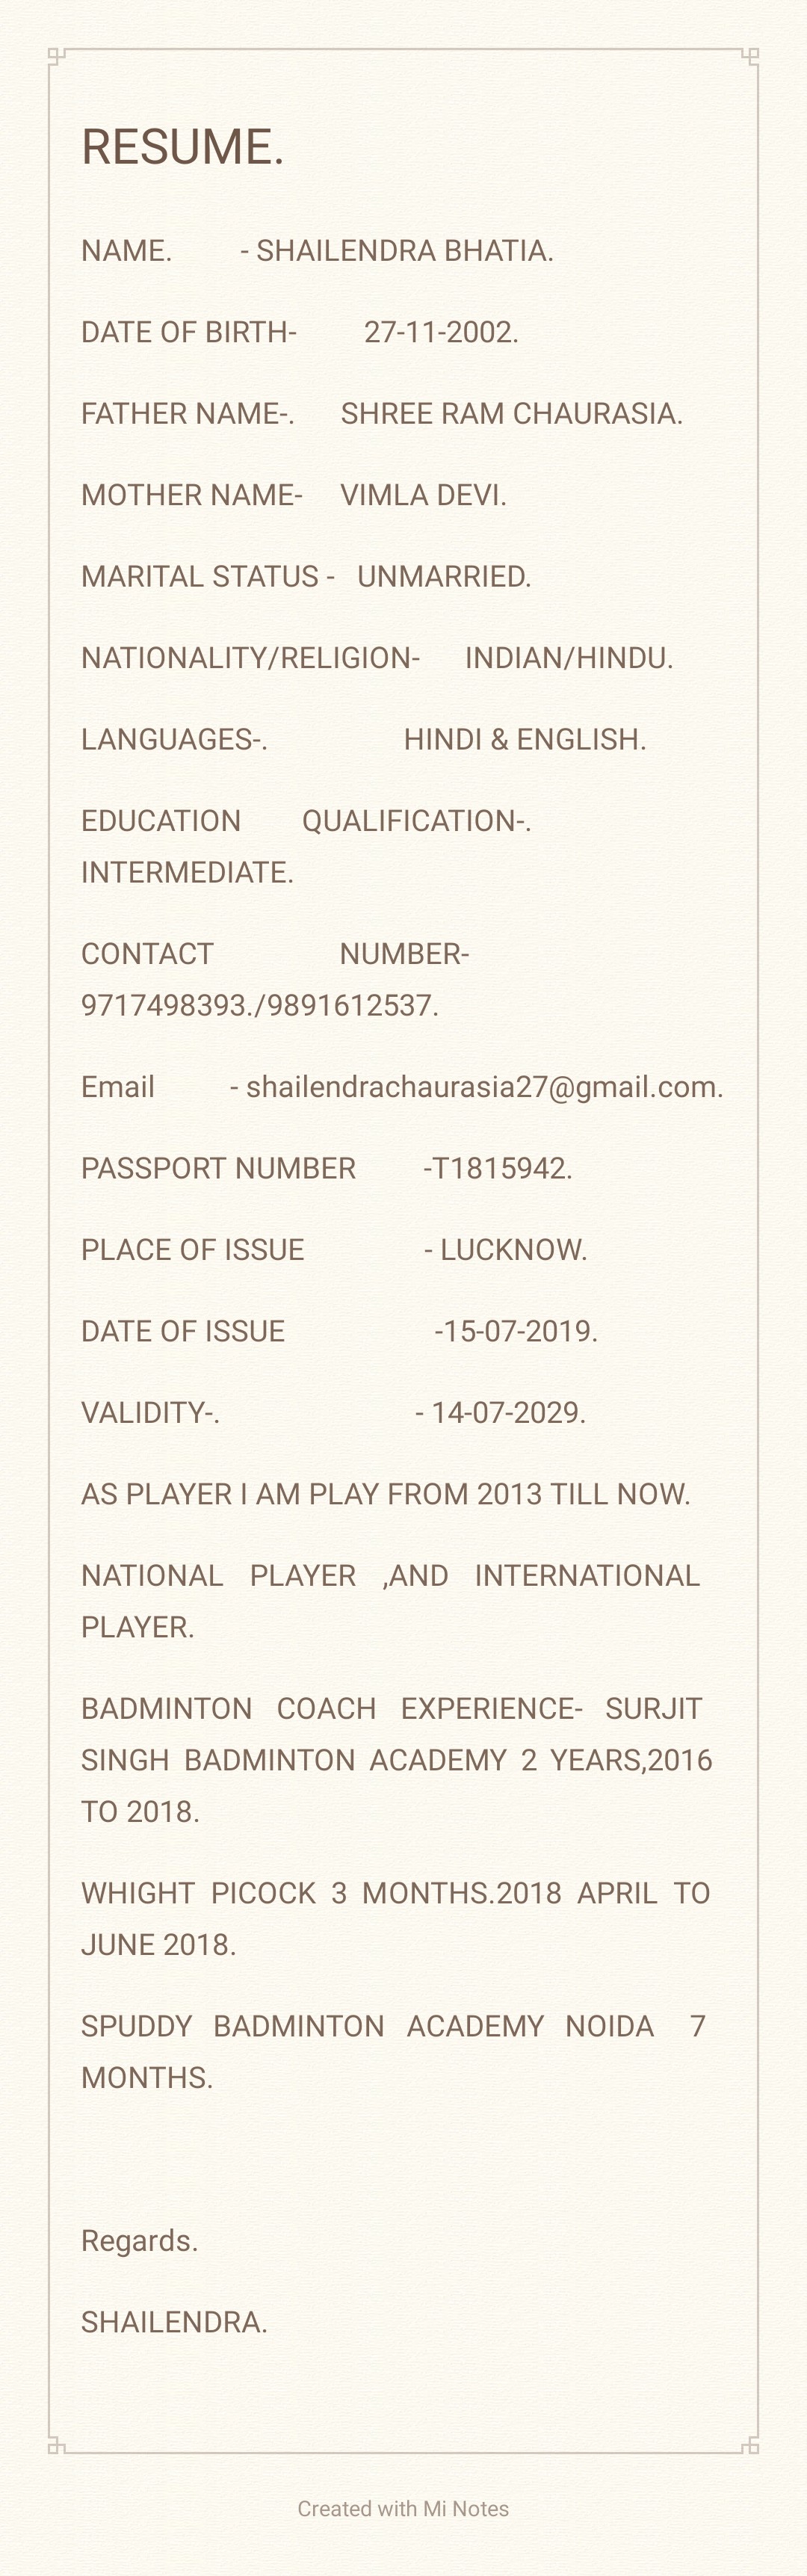 RESUME.
NAME. - SHAILENDRA BHATIA.
DATE OF BIRTH- 27-11-2002.
FATHER NAME-. SHREE RAM CHAURASIA.
MOTHER NAME- VIMLA DEVI.
MARITAL STATUS - UNMARRIED.
NATIONALITY/RELIGION- INDIAN/HINDU.
LANGUAGES-. HINDI & ENGLISH.
EDUCATION QUALIFICATION-.
INTERMEDIATE.
CONTACT NUMBER-
9717498393./9891612537.
Email - shailendrachaurasia27@gmail.com.
PASSPORT NUMBER -T1815942.
PLACE OF ISSUE - LUCKNOW.
DATE OF ISSUE -15-07-2019.
VALIDITY-. - 14-07-2029.
AS PLAYER I AM PLAY FROM 2013 TILL NOW.
NATIONAL PLAYER ,AND INTERNATIONAL
PLAYER.
BADMINTON COACH EXPERIENCE- SURJIT
SINGH BADMINTON ACADEMY 2 YEARS,2016
TO 2018.
WHIGHT PICOCK 3 MONTHS.2018 APRIL TO
JUNE 2018.
SPUDDY BADMINTON ACADEMY NOIDA 7
MONTHS.
Regards.
SHAILENDRA.
Created with Mi Notes